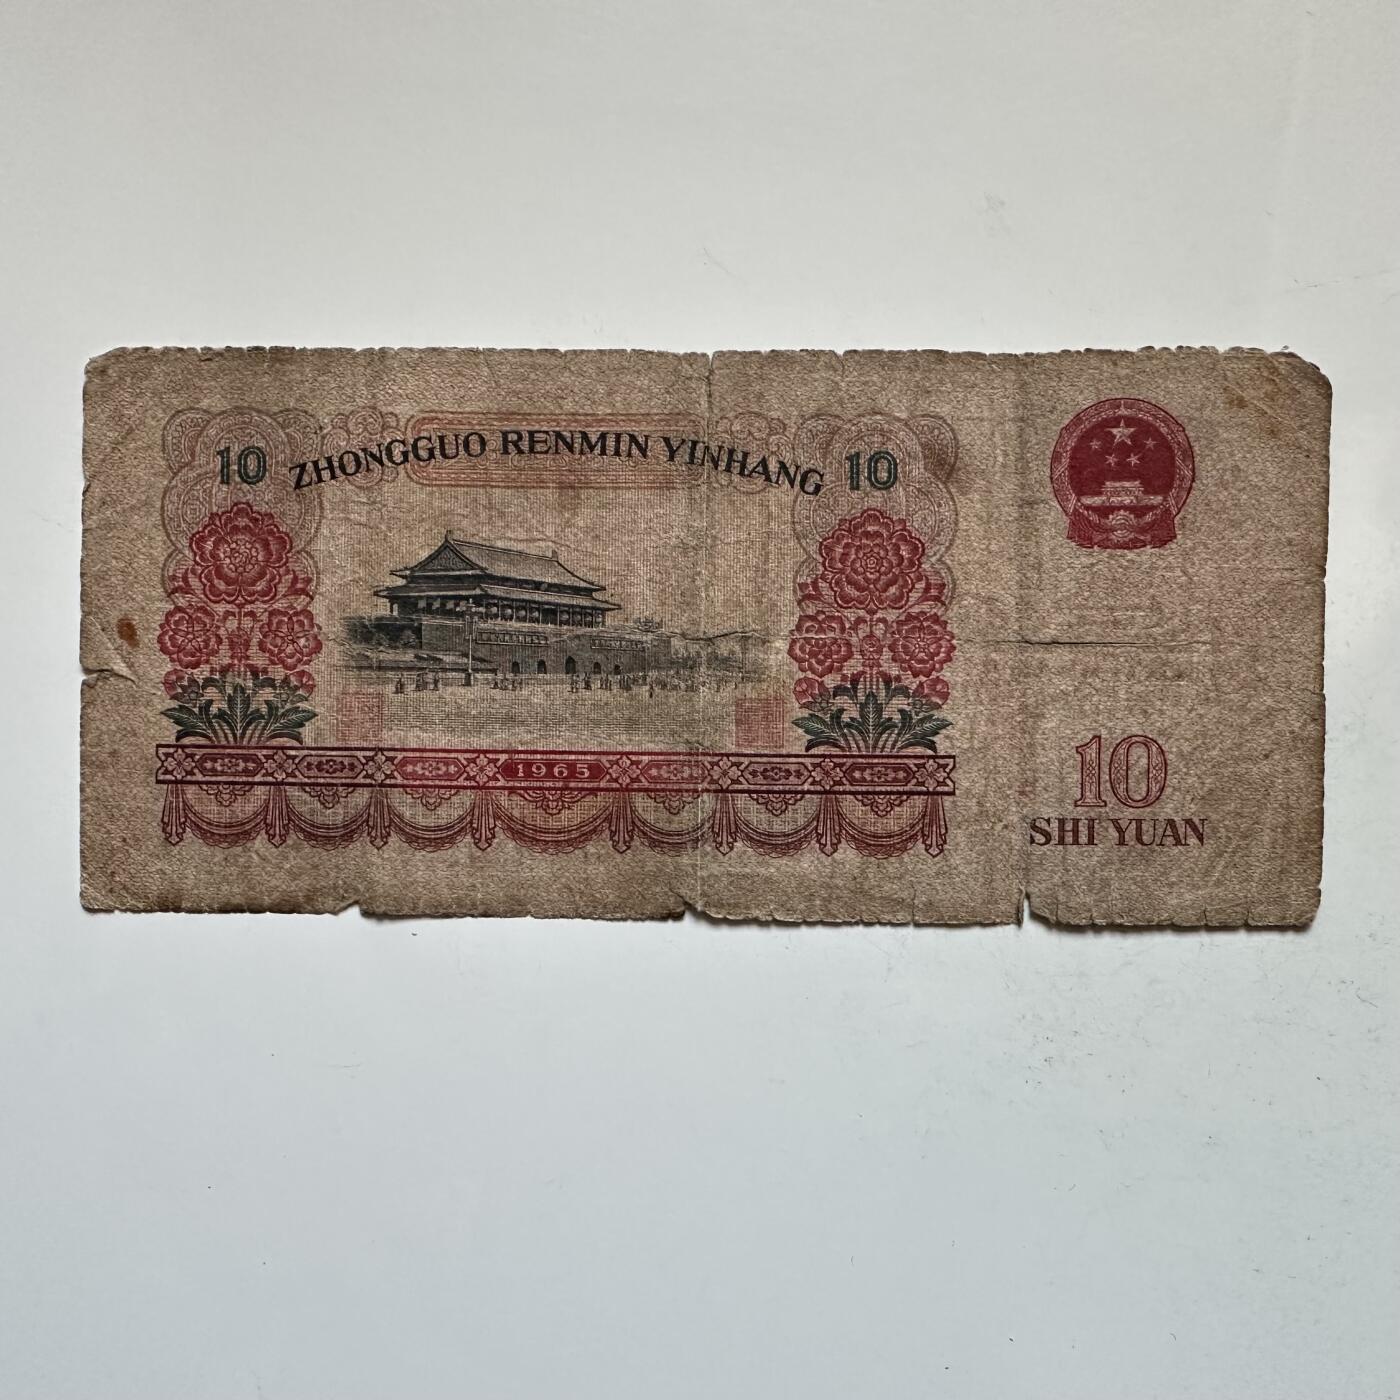 10 ZHONGGUO RENMIN YINHANG 10
1965
10
SHI YUAN